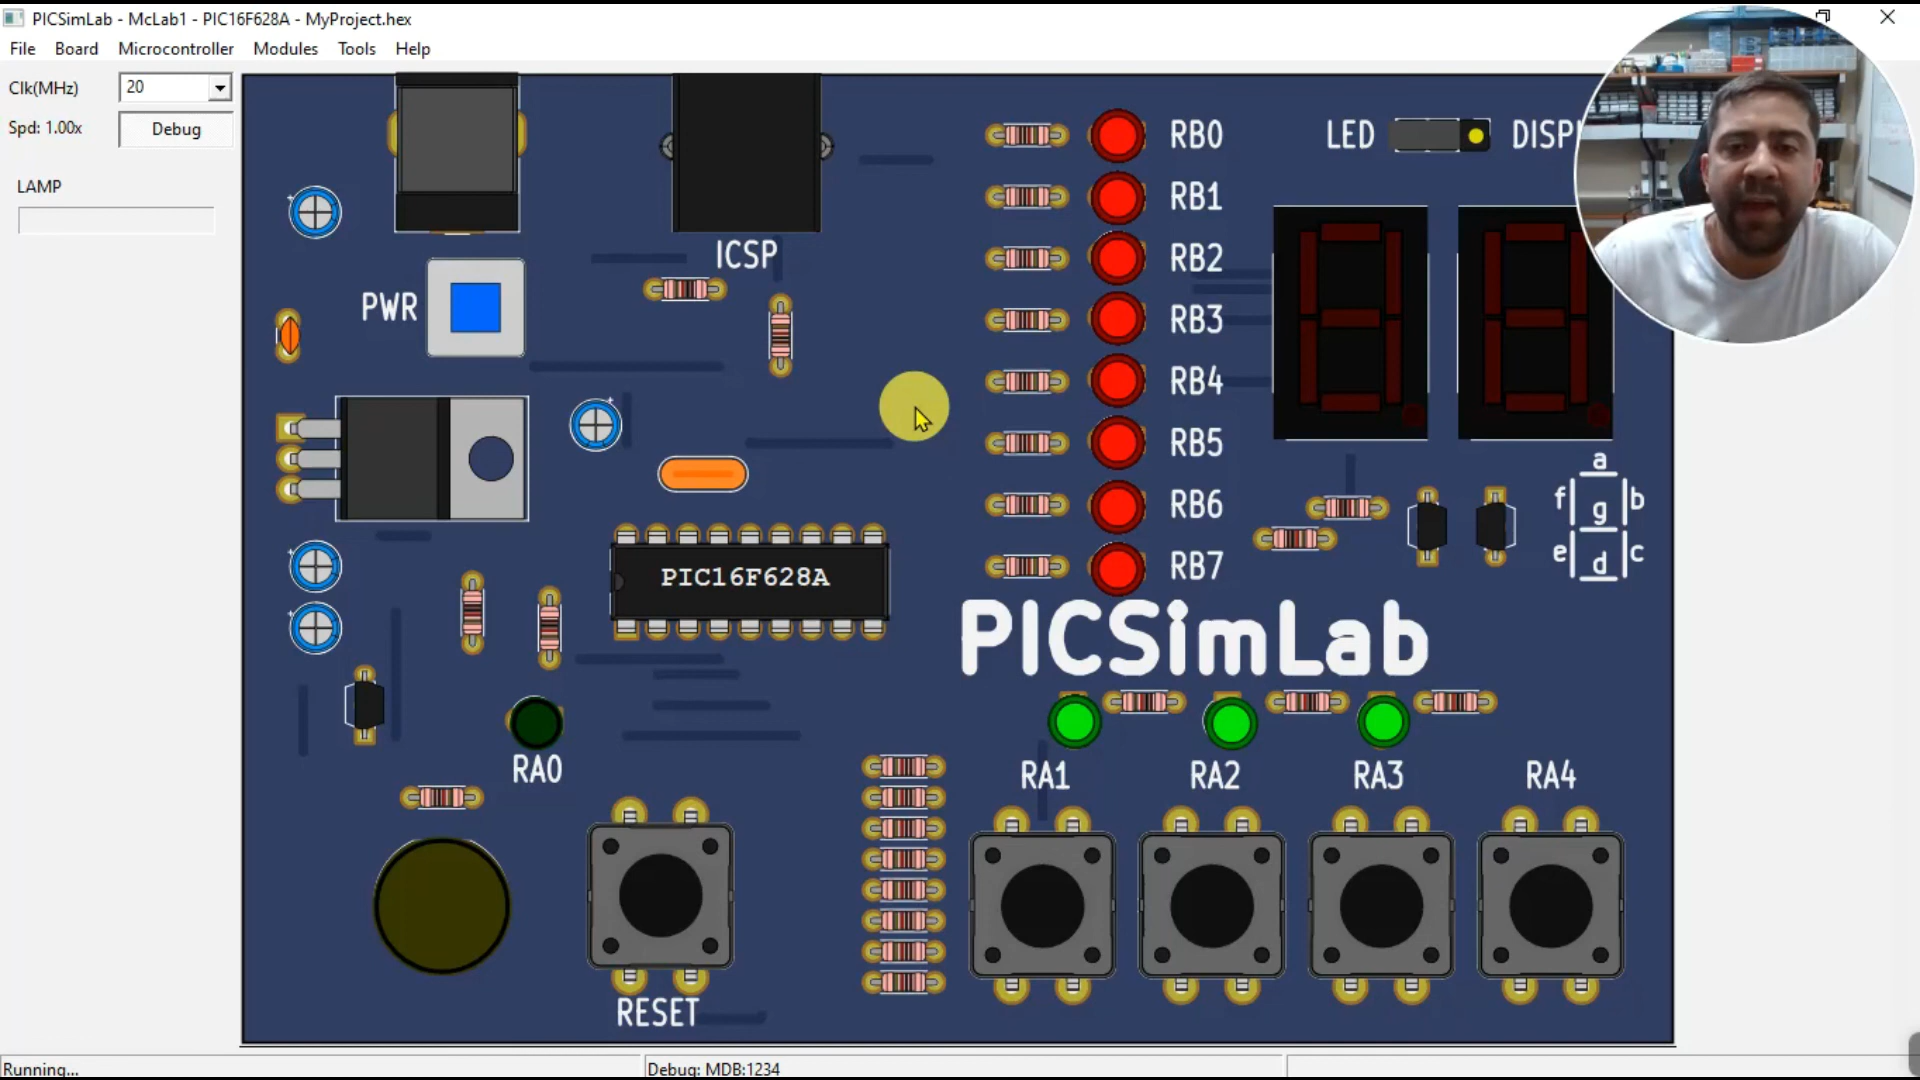 PICSimLab - McLab1 - PIC16F628A - MyProject.hex
File Board Microcontroller Modules Tools Help
Clk(MHz) 20
Spd: 1.00x Debug
LAMP
ICSP
PWR
RB0
RB1
RB2
RB3
RB4
RB5
RB6
RB7
LED DISP
a
f g b
e d c
PIC16F628A
PICSimLab
RA0
RA1 RA2 RA3 RA4
RESET
Running... Debug: MDB:1234